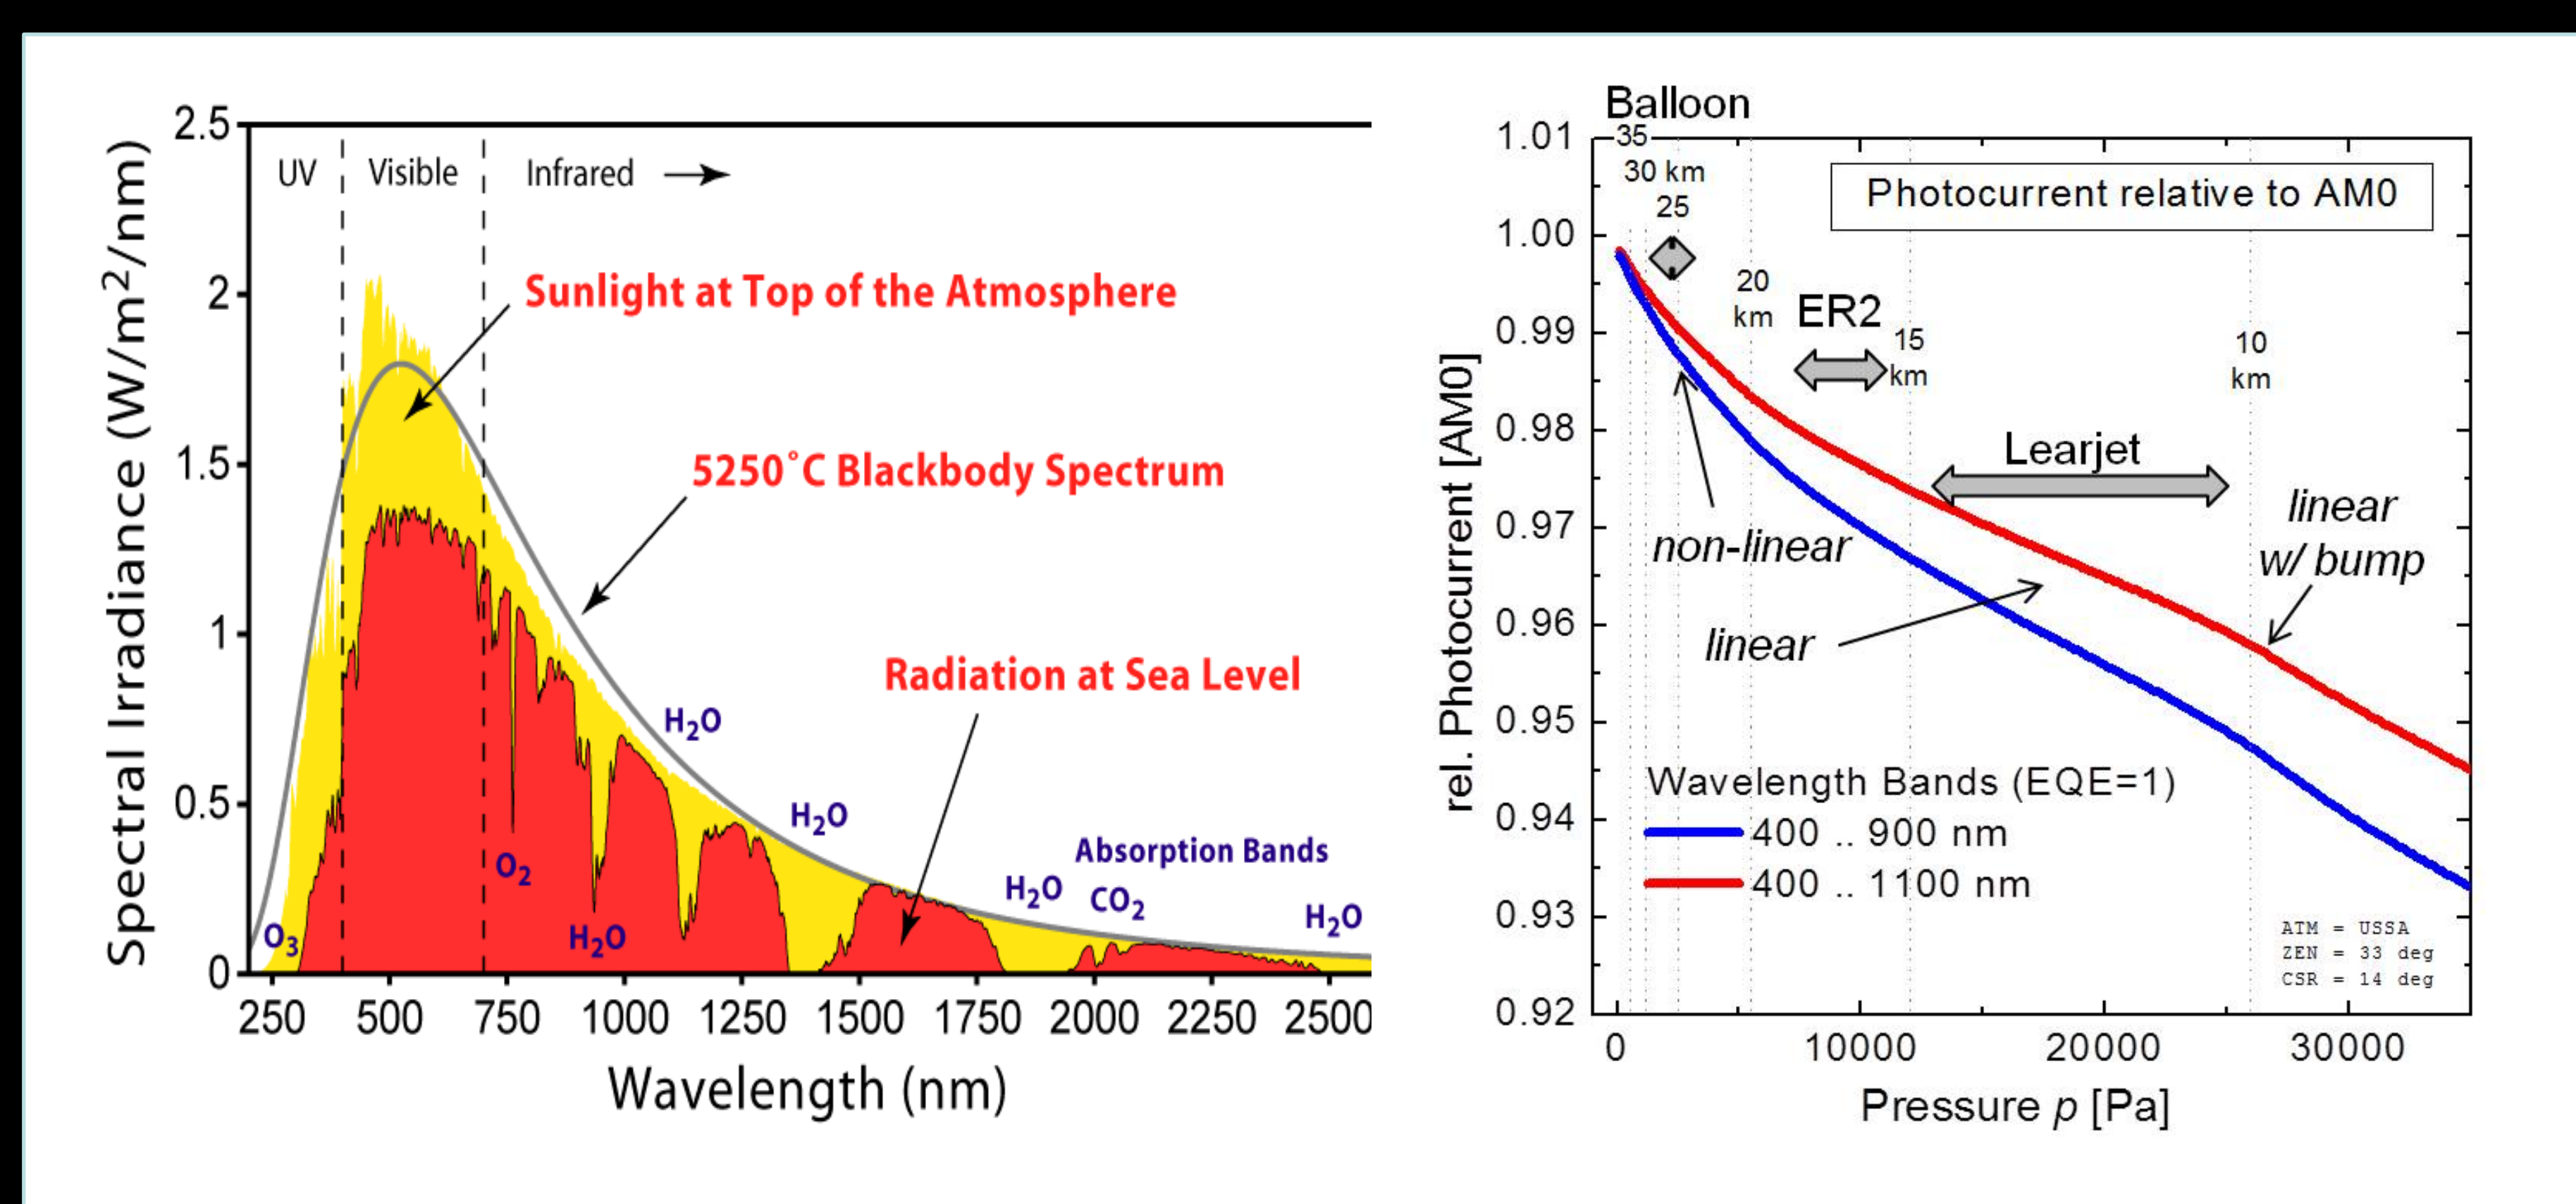 2.5
2
1.5
1
0.5
0
Spectral Irradiance (W/m²/nm)
UV
Visible
Infrared
Sunlight at Top of the Atmosphere
5250°C Blackbody Spectrum
Radiation at Sea Level
H₂O
H₂O
Absorption Bands
H₂O
CO₂
H₂O
O₂
O₃
H₂O
250 500 750 1000 1250 1500 1750 2000 2250 2500
Wavelength (nm)
Balloon
35
30 km
25
20
km
ER2
15
km
10
km
Photocurrent relative to AM0
1.01
1.00
0.99
0.98
0.97
0.96
0.95
0.94
0.93
0.92
rel. Photocurrent [AM0]
Learjet
non-linear
linear
linear
w/ bump
Wavelength Bands (EQE=1)
400 .. 900 nm
400 .. 1100 nm
ATM = USSA
ZEN = 33 deg
CSR = 14 deg
0 10000 20000 30000
Pressure p [Pa]